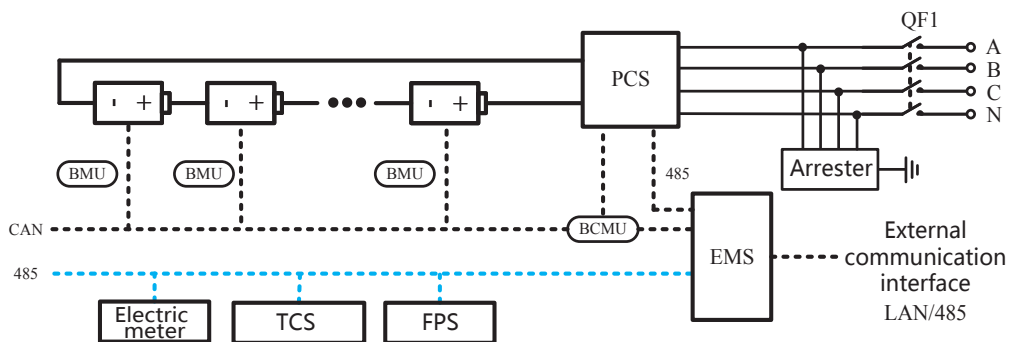 QF1
A
B
C
N
PCS
- +
- +
- +
BMU
BMU
BMU
485
Arrester
CAN
BCMU
EMS
External
communication
interface
LAN/485
485
Electric
meter
TCS
FPS